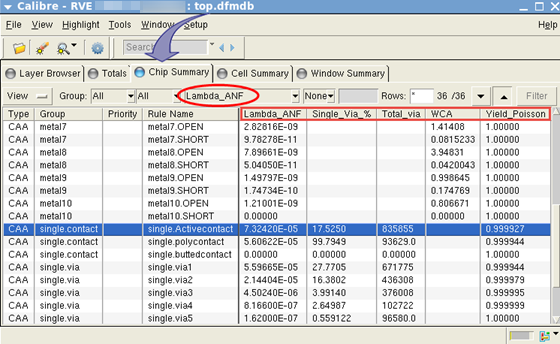 Calibre - RVE : top.dfmdb
File View Highlight Tools Window Setup
Search
Layer Browser Totals Chip Summary Cell Summary Window Summary
View Group: All All Lambda_ANF None Rows: * 36 /36 Filter
Type Group Priority Rule Name Lambda_ANF Single_Via_% Total_via WCA Yield_Poisson
CAA metal7 metal7.OPEN 2.82816E-09 1.41408 1.00000
CAA metal7 metal7.SHORT 9.78278E-11 0.0815233 1.00000
CAA metal8 metal8.OPEN 7.89661E-09 3.94831 1.00000
CAA metal8 metal8.SHORT 5.04050E-11 0.0420043 1.00000
CAA metal9 metal9.OPEN 1.49797E-09 0.998645 1.00000
CAA metal9 metal9.SHORT 1.74734E-10 0.174769 1.00000
CAA metal10 metal10.OPEN 1.21001E-09 0.806671 1.00000
CAA metal10 metal10.SHORT 0.00000 0.00000 1.00000
CAA single.contact single.Activecontact 7.32420E-05 17.5250 835855 0.999927
CAA single.contact single.polycontact 5.60622E-05 99.7949 93629.0 0.999944
CAA single.contact single.buttedcontact 0.00000 0.00000 0.00000 1.00000
CAA single.via single.via1 5.59665E-05 27.7705 671775 0.999944
CAA single.via single.via2 2.14405E-05 16.3802 436308 0.999979
CAA single.via single.via3 4.50240E-06 3.99140 376008 0.999995
CAA single.via single.via4 8.16600E-07 2.64987 102722 0.999999
CAA single.via single.via5 1.62000E-07 0.559122 96580.0 1.00000